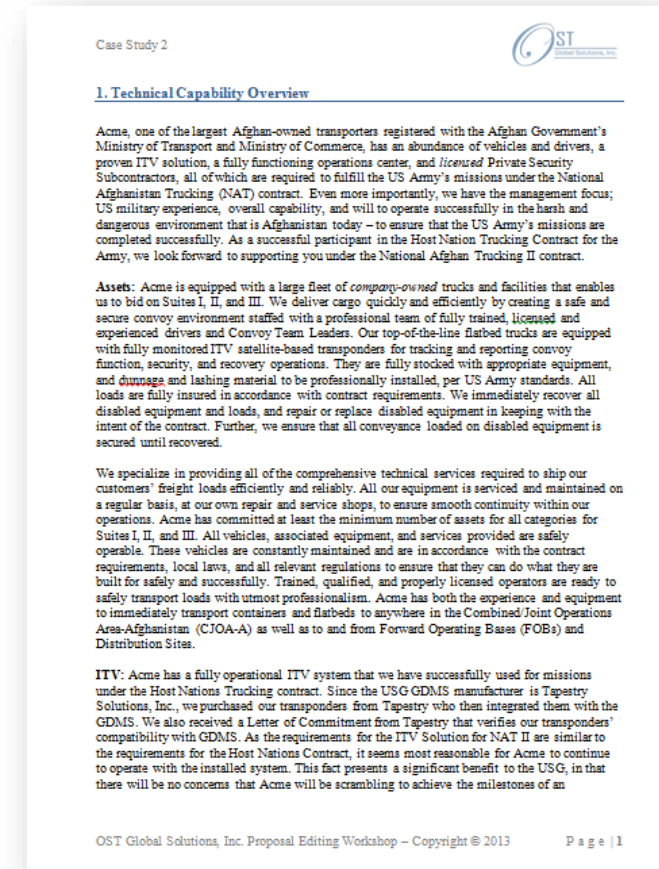 Case Study 2
OST
Global Solutions, Inc.
1. Technical Capability Overview
Acme, one of the largest Afghan-owned transporters registered with the Afghan Government's
Ministry of Transport and Ministry of Commerce, has an abundance of vehicles and drivers, a
proven ITV solution, a fully functioning operations center, and licensed Private Security
Subcontractors, all of which are required to fulfill the US Army's missions under the National
Afghanistan Trucking (NAT) contract. Even more importantly, we have the management focus;
US military experience, overall capability, and will to operate successfully in the harsh and
dangerous environment that is Afghanistan today – to ensure that the US Army's missions are
completed successfully. As a successful participant in the Host Nation Trucking Contract for the
Army, we look forward to supporting you under the National Afghan Trucking II contract.
Assets: Acme is equipped with a large fleet of company-owned trucks and facilities that enables
us to bid on Suites I, II, and III. We deliver cargo quickly and efficiently by creating a safe and
secure convoy environment staffed with a professional team of fully trained, licensed and
experienced drivers and Convoy Team Leaders. Our top-of-the-line flatbed trucks are equipped
with fully monitored ITV satellite-based transponders for tracking and reporting convoy
function, security, and recovery operations. They are fully stocked with appropriate equipment,
and dunnage and lashing material to be professionally installed, per US Army standards. All
loads are fully insured in accordance with contract requirements. We immediately recover all
disabled equipment and loads, and repair or replace disabled equipment in keeping with the
intent of the contract. Further, we ensure that all conveyance loaded on disabled equipment is
secured until recovered.
We specialize in providing all of the comprehensive technical services required to ship our
customers' freight loads efficiently and reliably. All our equipment is serviced and maintained on
a regular basis, at our own repair and service shops, to ensure smooth continuity within our
operations. Acme has committed at least the minimum number of assets for all categories for
Suites I, II, and III. All vehicles, associated equipment, and services provided are safely
operable. These vehicles are constantly maintained and are in accordance with the contract
requirements, local laws, and all relevant regulations to ensure that they can do what they are
built for safely and successfully. Trained, qualified, and properly licensed operators are ready to
safely transport loads with utmost professionalism. Acme has both the experience and equipment
to immediately transport containers and flatbeds to anywhere in the Combined/Joint Operations
Area-Afghanistan (CJOA-A) as well as to and from Forward Operating Bases (FOBs) and
Distribution Sites.
ITV: Acme has a fully operational ITV system that we have successfully used for missions
under the Host Nations Trucking contract. Since the USG GDMS manufacturer is Tapestry
Solutions, Inc., we purchased our transponders from Tapestry who then integrated them with the
GDMS. We also received a Letter of Commitment from Tapestry that verifies our transponders'
compatibility with GDMS. As the requirements for the ITV Solution for NAT II are similar to
the requirements for the Host Nations Contract, it seems most reasonable for Acme to continue
to operate with the installed system. This fact presents a significant benefit to the USG, in that
there will be no concerns that Acme will be scrambling to achieve the milestones of an
OST Global Solutions, Inc. Proposal Editing Workshop – Copyright © 2013 Page | 1